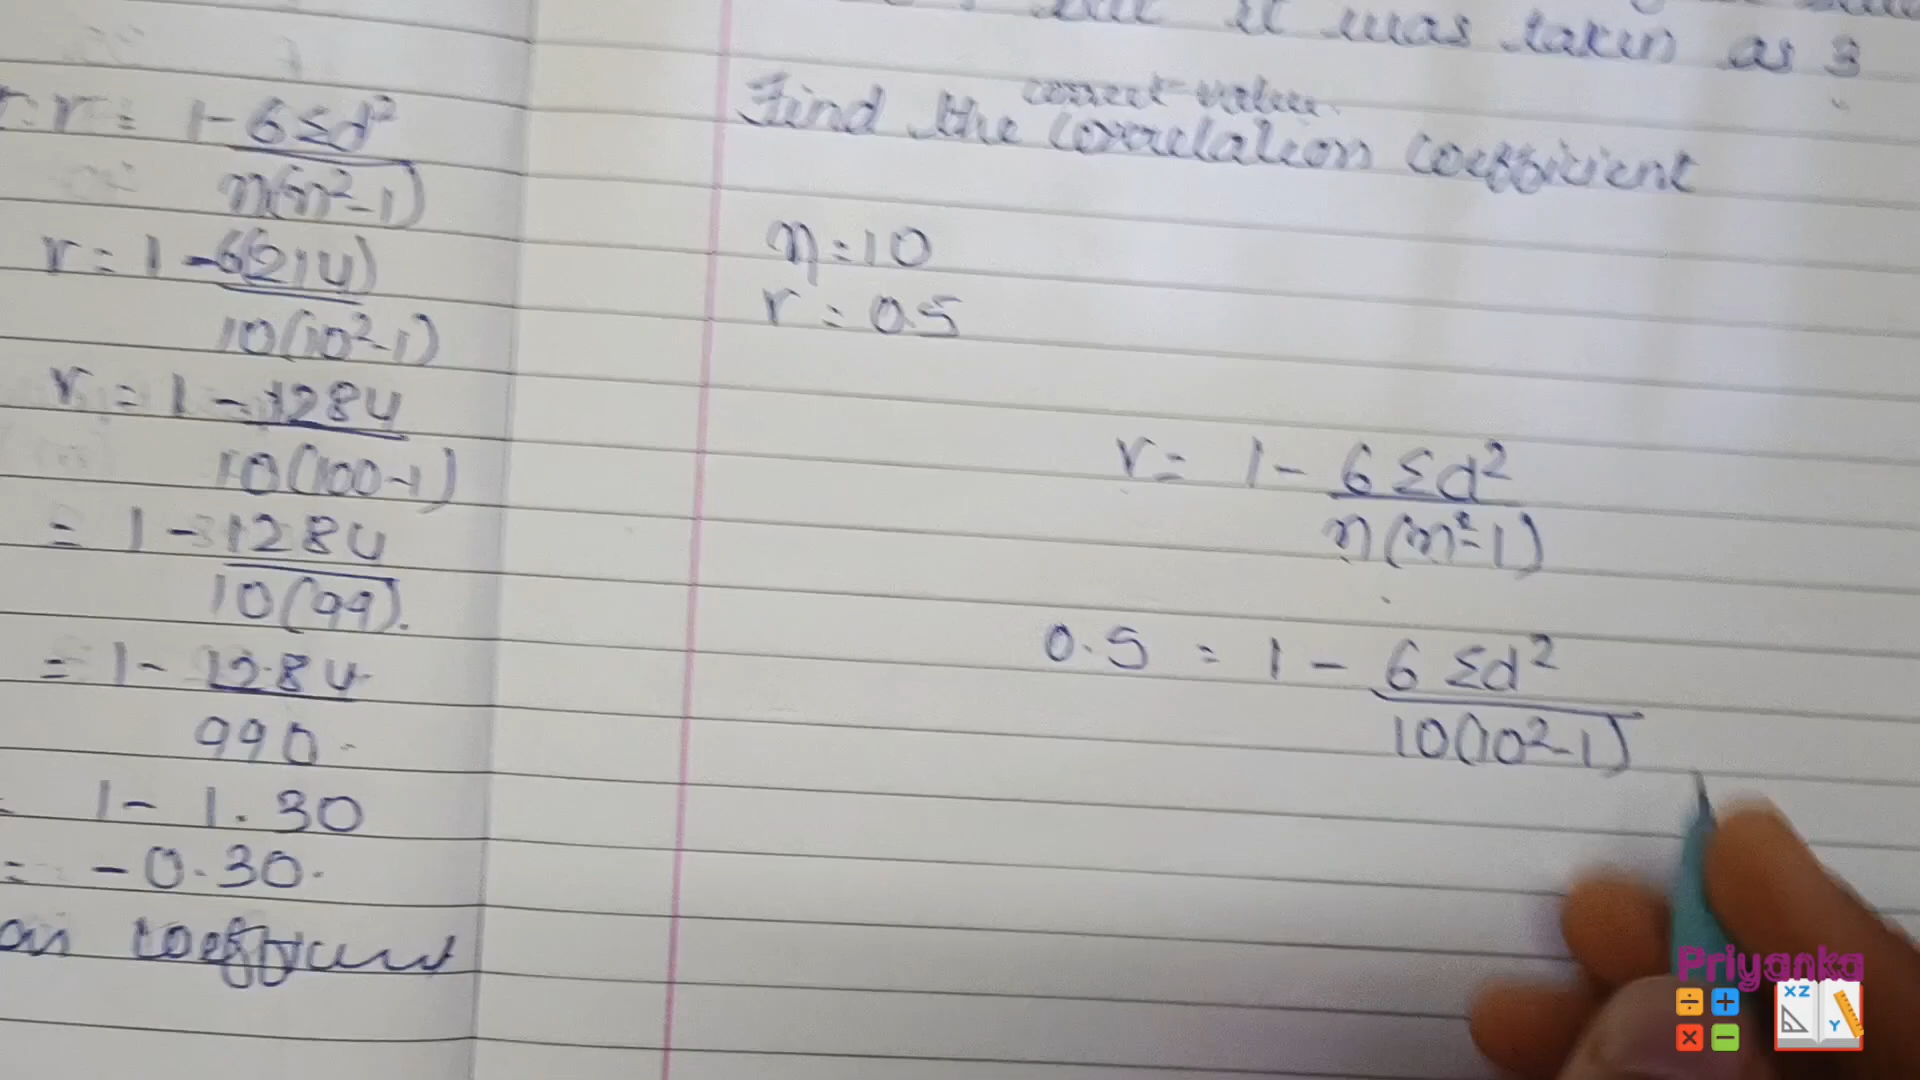 r = 1 - 6Σd²
n(n²-1)
r = 1 - 6(214)
10(10²-1)
r = 1 - 1284
10(100-1)
= 1 - 1284
10(99).
= 1 - 1284
990
= 1 - 1.30
= -0.30.
coefficient
it was taken as 3
correct value
Find the correlation coefficient
n = 10
r = 0.5
r = 1 - 6Σd²
n(n²-1)
0.5 = 1 - 6Σd²
10(10²-1)
Priyanka
÷ +
× −
XZ
Y